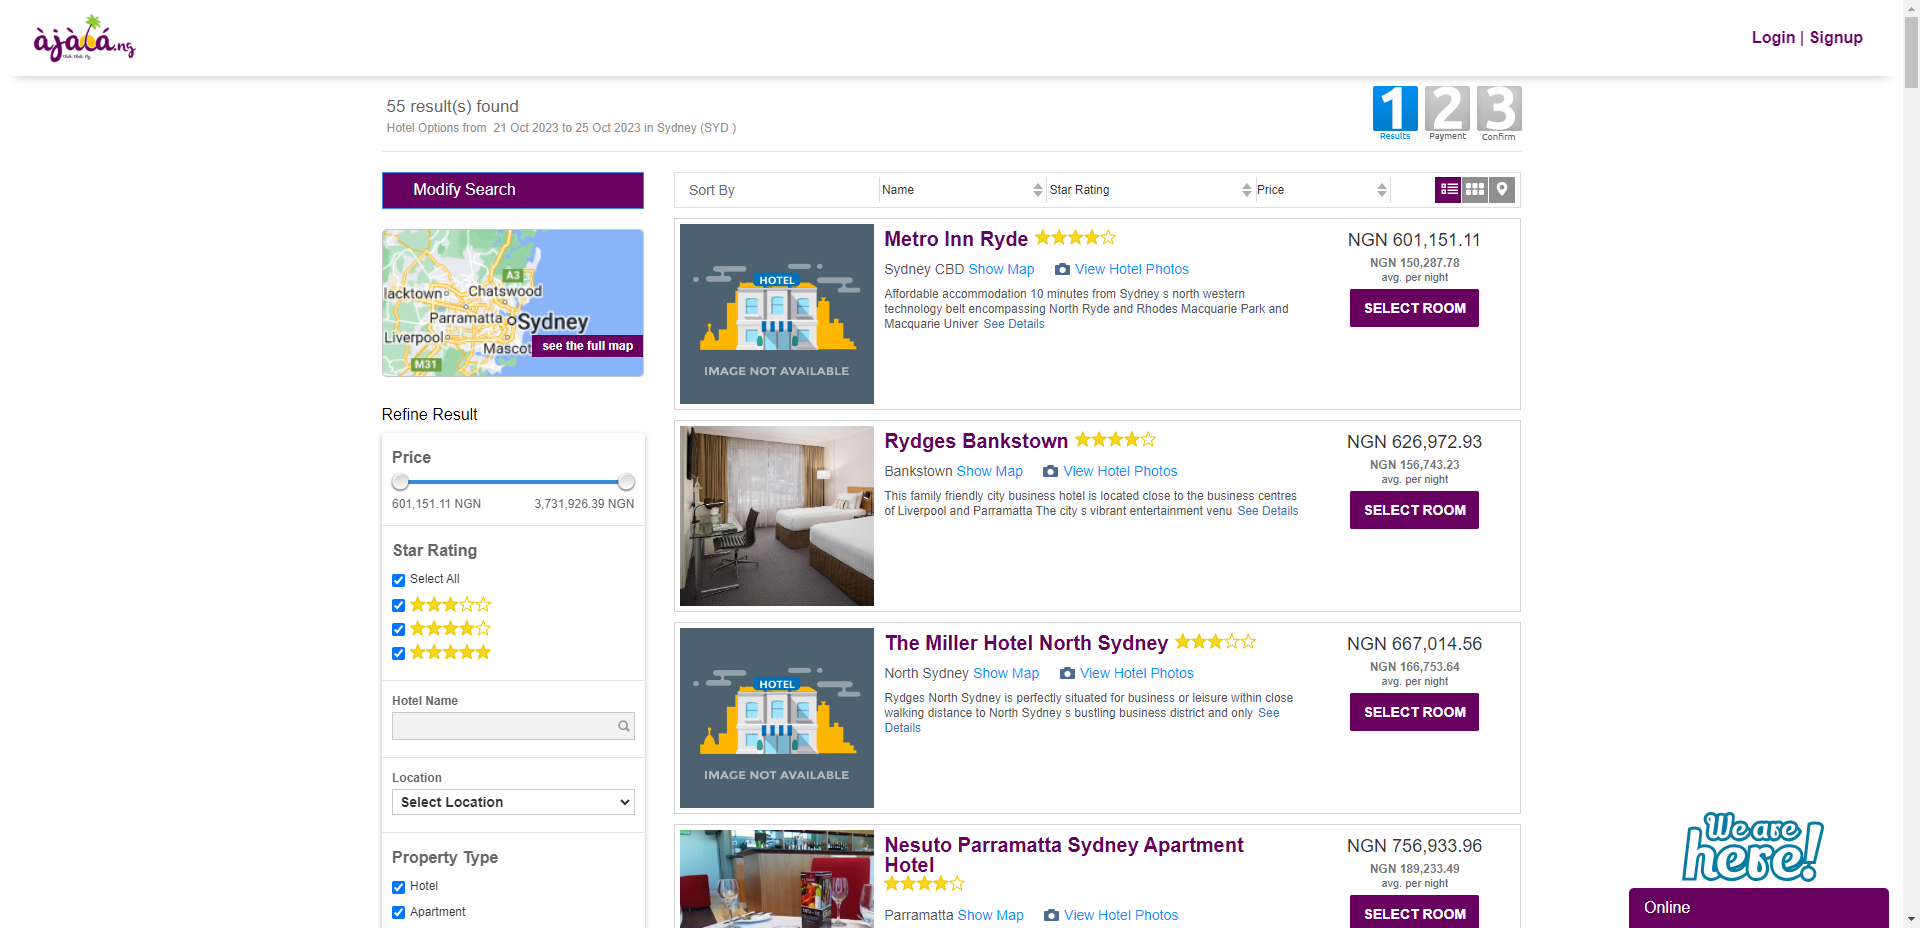 àjàlá.ng
Login | Signup
55 result(s) found
Hotel Options from 21 Oct 2023 to 25 Oct 2023 in Sydney (SYD )
1 2 3
Results Payment Confirm
Modify Search
A3
lacktown
Chatswood
Parramatta
Sydney
Liverpool
Mascot
M31
see the full map
Refine Result
Price
601,151.11 NGN 3,731,926.39 NGN
Star Rating
Select All
Hotel Name
Location
Select Location
Property Type
Hotel
Apartment
Sort By Name Star Rating Price
HOTEL
IMAGE NOT AVAILABLE
Metro Inn Ryde
Sydney CBD Show Map View Hotel Photos
Affordable accommodation 10 minutes from Sydney s north western
technology belt encompassing North Ryde and Rhodes Macquarie Park and
Macquarie Univer See Details
NGN 601,151.11
NGN 150,287.78
avg. per night
SELECT ROOM
Rydges Bankstown
Bankstown Show Map View Hotel Photos
This family friendly city business hotel is located close to the business centres
of Liverpool and Parramatta The city s vibrant entertainment venu See Details
NGN 626,972.93
NGN 156,743.23
avg. per night
SELECT ROOM
HOTEL
IMAGE NOT AVAILABLE
The Miller Hotel North Sydney
North Sydney Show Map View Hotel Photos
Rydges North Sydney is perfectly situated for business or leisure within close
walking distance to North Sydney s bustling business district and only See
Details
NGN 667,014.56
NGN 166,753.64
avg. per night
SELECT ROOM
Nesuto Parramatta Sydney Apartment
Hotel
Parramatta Show Map View Hotel Photos
NGN 756,933.96
NGN 189,233.49
avg. per night
SELECT ROOM
We are
here!
Online